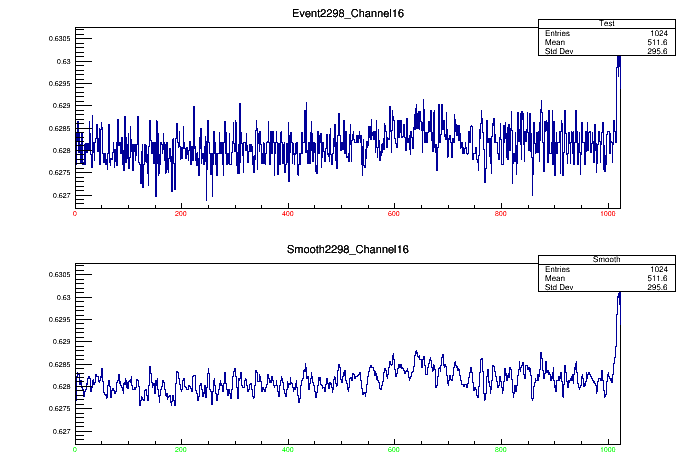 Event2298_Channel16
Test
Entries 1024
Mean 511.6
Std Dev 295.6
0.6305
0.63
0.6295
0.629
0.6285
0.628
0.6275
0.627
0 200 400 600 800 1000
Smooth2298_Channel16
Smooth
Entries 1024
Mean 511.6
Std Dev 295.6
0.6305
0.63
0.6295
0.629
0.6285
0.628
0.6275
0.627
0 200 400 600 800 1000